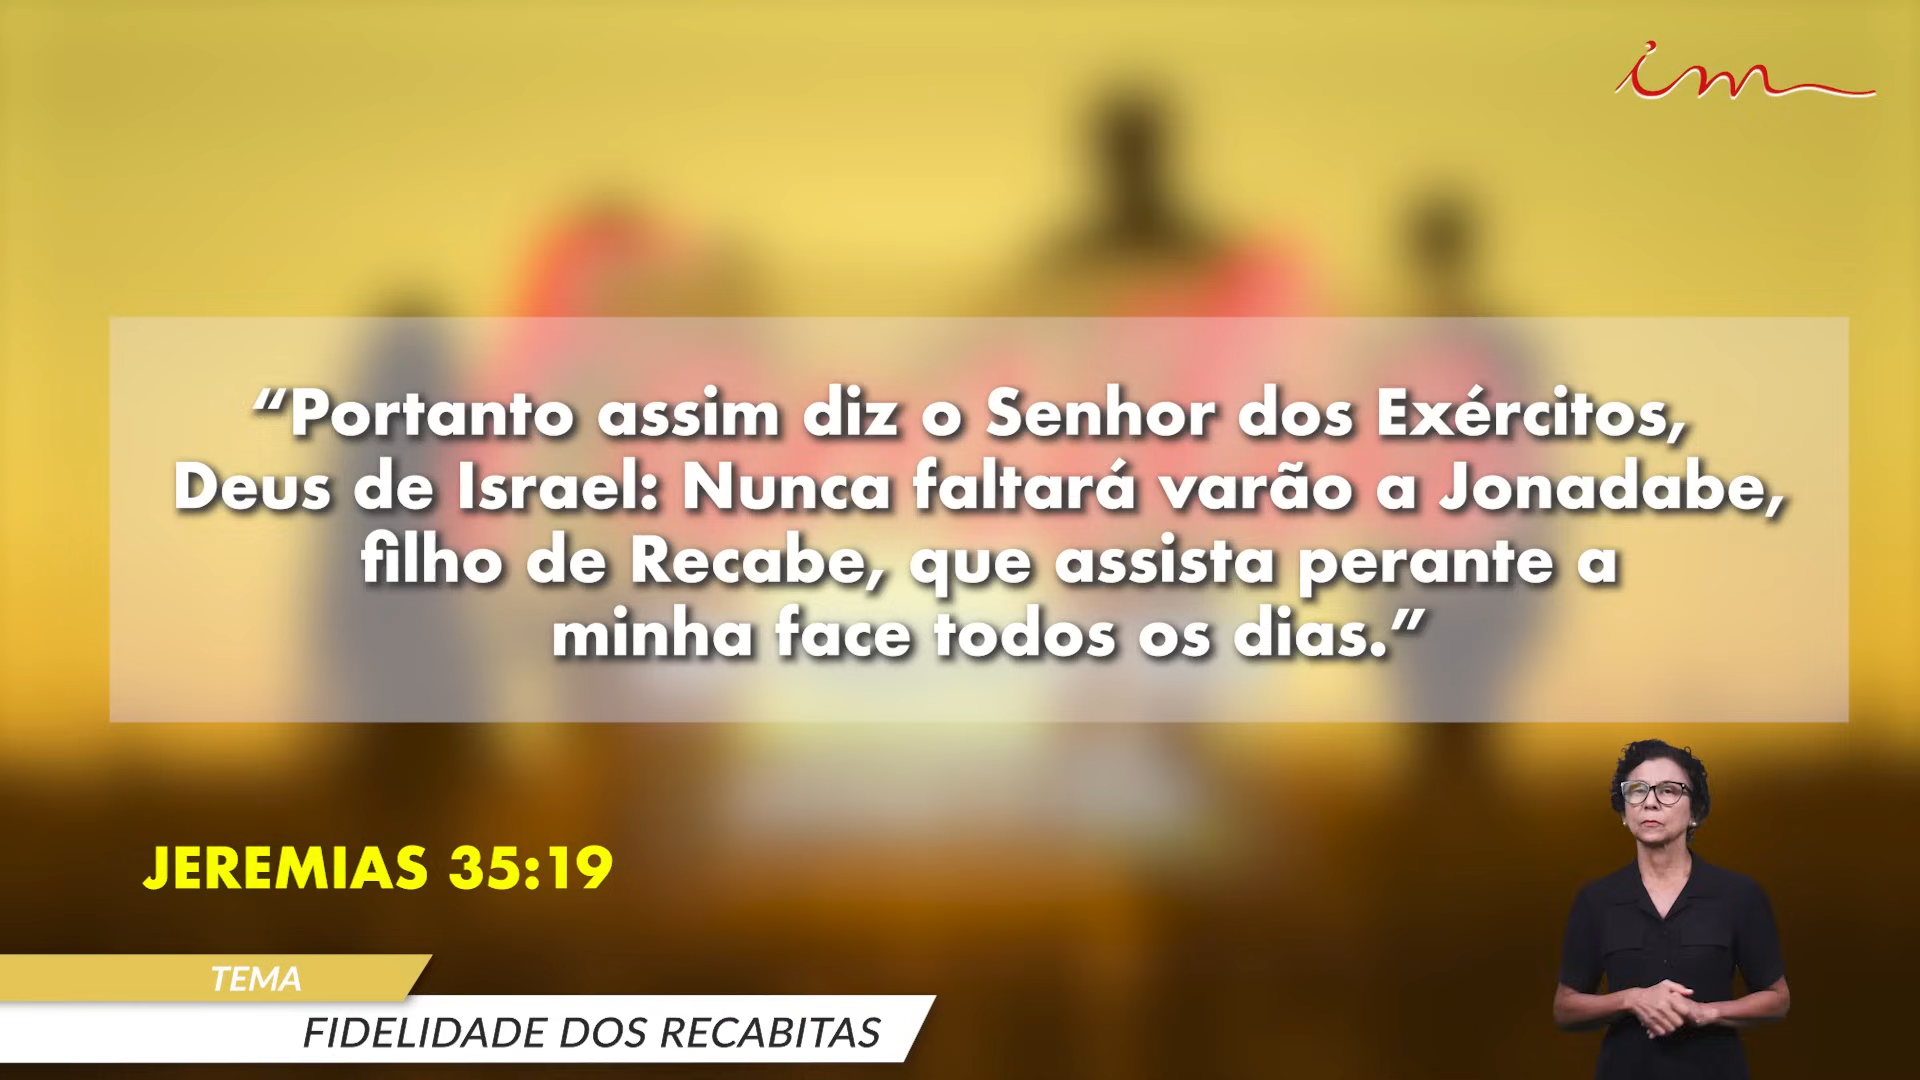 im
“Portanto assim diz o Senhor dos Exércitos,
Deus de Israel: Nunca faltará varão a Jonadabe,
filho de Recabe, que assista perante a
minha face todos os dias.”
JEREMIAS 35:19
TEMA
FIDELIDADE DOS RECABITAS